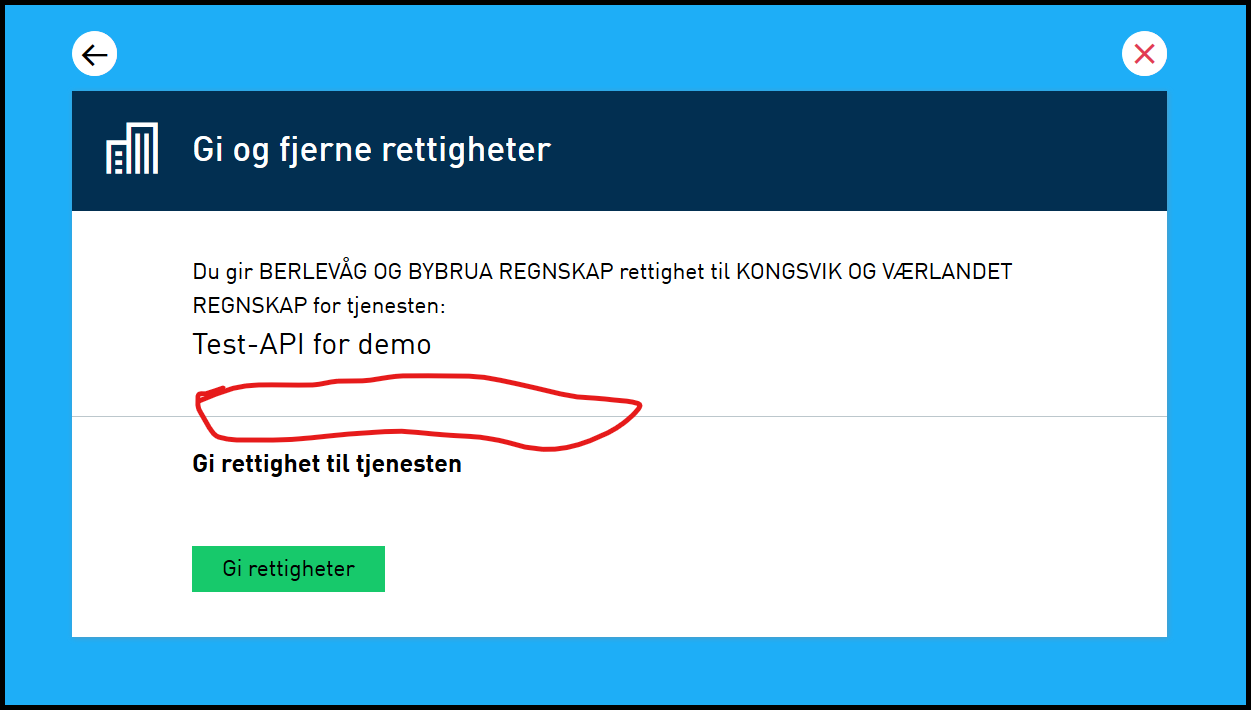 Gi og fjerne rettigheter
Du gir BERLEVÅG OG BYBRUA REGNSKAP rettighet til KONGSVIK OG VÆRLANDET
REGNSKAP for tjenesten:
Test-API for demo
Gi rettighet til tjenesten
Gi rettigheter